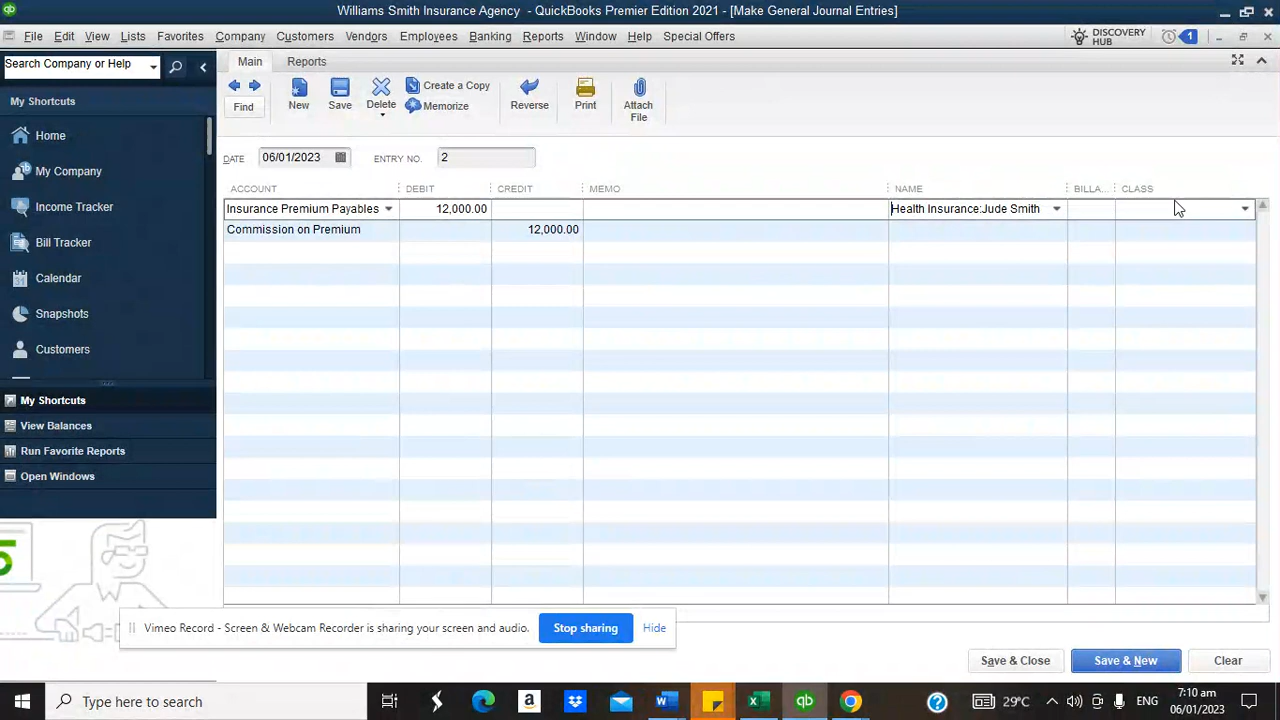 Williams Smith Insurance Agency - QuickBooks Premier Edition 2021 - [Make General Journal Entries]
File Edit View Lists Favorites Company Customers Vendors Employees Banking Reports Window Help Special Offers
DISCOVERY HUB 1
Search Company or Help
Main Reports
Find New Save Delete Create a Copy Memorize Reverse Print Attach File
My Shortcuts
Home
My Company
Income Tracker
Bill Tracker
Calendar
Snapshots
Customers
My Shortcuts
View Balances
Run Favorite Reports
Open Windows
DATE 06/01/2023 ENTRY NO. 2
ACCOUNT DEBIT CREDIT MEMO NAME BILLA... CLASS
Insurance Premium Payables 12,000.00 Health Insurance:Jude Smith
Commission on Premium 12,000.00
Vimeo Record - Screen & Webcam Recorder is sharing your screen and audio. Stop sharing Hide
Save & Close Save & New Clear
Type here to search
29°C ENG 7:10 am
06/01/2023